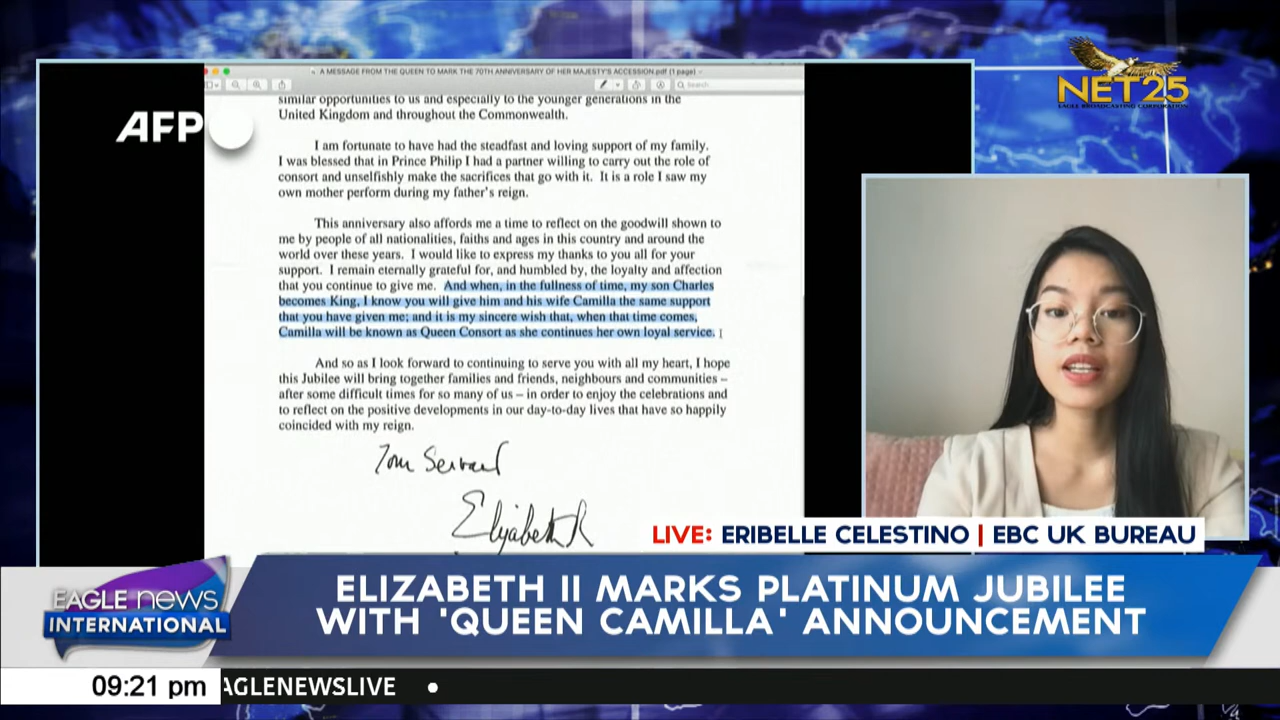 A MESSAGE FROM THE QUEEN TO MARK THE 70TH ANNIVERSARY OF HER MAJESTY'S ACCESSION.pdf (1 page)
Search
AFP
NET25
EAGLE BROADCASTING CORPORATION
similar opportunities to us and especially to the younger generations in the
United Kingdom and throughout the Commonwealth.
I am fortunate to have had the steadfast and loving support of my family.
I was blessed that in Prince Philip I had a partner willing to carry out the role of
consort and unselfishly make the sacrifices that go with it. It is a role I saw my
own mother perform during my father's reign.
This anniversary also affords me a time to reflect on the goodwill shown to
me by people of all nationalities, faiths and ages in this country and around the
world over these years. I would like to express my thanks to you all for your
support. I remain eternally grateful for, and humbled by, the loyalty and affection
that you continue to give me. And when, in the fullness of time, my son Charles
becomes King, I know you will give him and his wife Camilla the same support
that you have given me; and it is my sincere wish that, when that time comes,
Camilla will be known as Queen Consort as she continues her own loyal service.
And so as I look forward to continuing to serve you with all my heart, I hope
this Jubilee will bring together families and friends, neighbours and communities –
after some difficult times for so many of us – in order to enjoy the celebrations and
to reflect on the positive developments in our day-to-day lives that have so happily
coincided with my reign.
Your Servant
Elizabeth R
LIVE: ERIBELLE CELESTINO | EBC UK BUREAU
EAGLE news
INTERNATIONAL
ELIZABETH II MARKS PLATINUM JUBILEE
WITH 'QUEEN CAMILLA' ANNOUNCEMENT
09:21 pm
AGLENEWSLIVE •